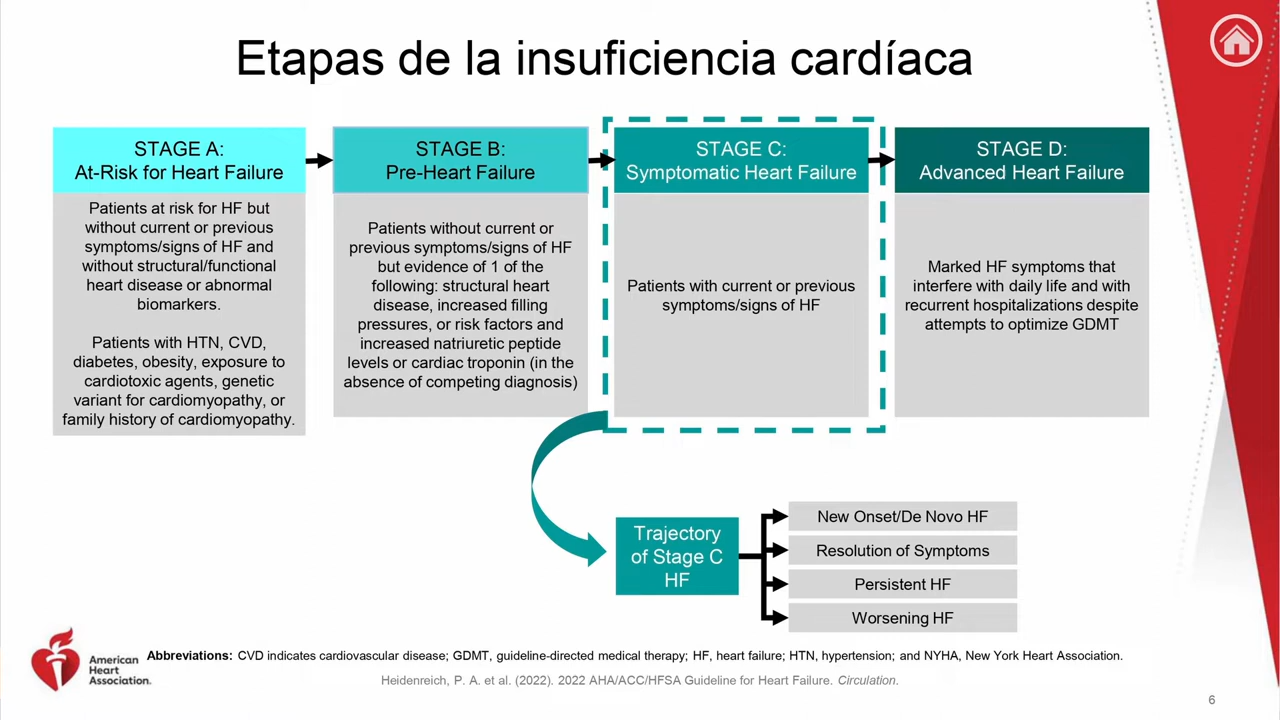 Etapas de la insuficiencia cardíaca
STAGE A:
At-Risk for Heart Failure
Patients at risk for HF but
without current or previous
symptoms/signs of HF and
without structural/functional
heart disease or abnormal
biomarkers.
Patients with HTN, CVD,
diabetes, obesity, exposure to
cardiotoxic agents, genetic
variant for cardiomyopathy, or
family history of cardiomyopathy.
STAGE B:
Pre-Heart Failure
Patients without current or
previous symptoms/signs of HF
but evidence of 1 of the
following: structural heart
disease, increased filling
pressures, or risk factors and
increased natriuretic peptide
levels or cardiac troponin (in the
absence of competing diagnosis)
STAGE C:
Symptomatic Heart Failure
Patients with current or previous
symptoms/signs of HF
STAGE D:
Advanced Heart Failure
Marked HF symptoms that
interfere with daily life and with
recurrent hospitalizations despite
attempts to optimize GDMT
Trajectory
of Stage C
HF
New Onset/De Novo HF
Resolution of Symptoms
Persistent HF
Worsening HF
American
Heart
Association.
Abbreviations: CVD indicates cardiovascular disease; GDMT, guideline-directed medical therapy; HF, heart failure; HTN, hypertension; and NYHA, New York Heart Association.
Heidenreich, P. A. et al. (2022). 2022 AHA/ACC/HFSA Guideline for Heart Failure. Circulation.
6